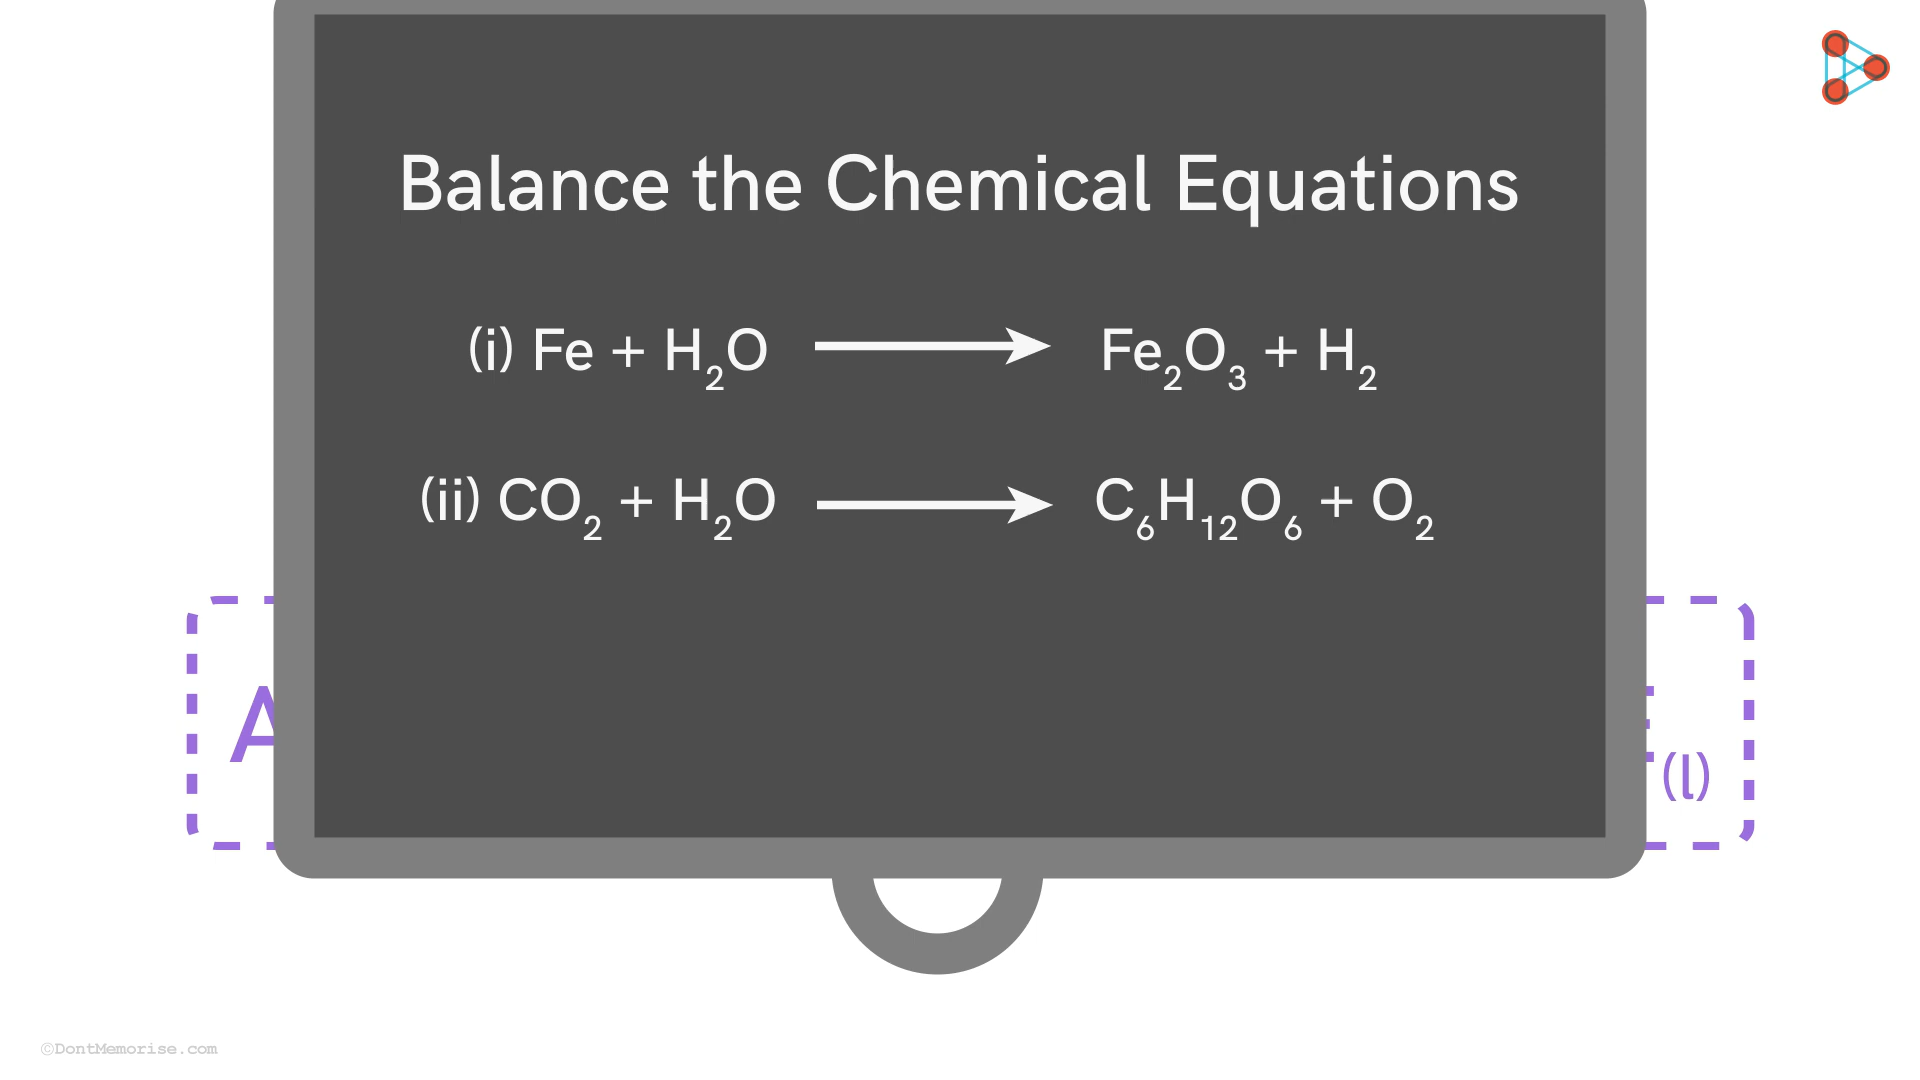 Balance the Chemical Equations
(i) Fe + H₂O ⟶ Fe₂O₃ + H₂
(ii) CO₂ + H₂O ⟶ C₆H₁₂O₆ + O₂
A
(l)
©DontMemorise.com